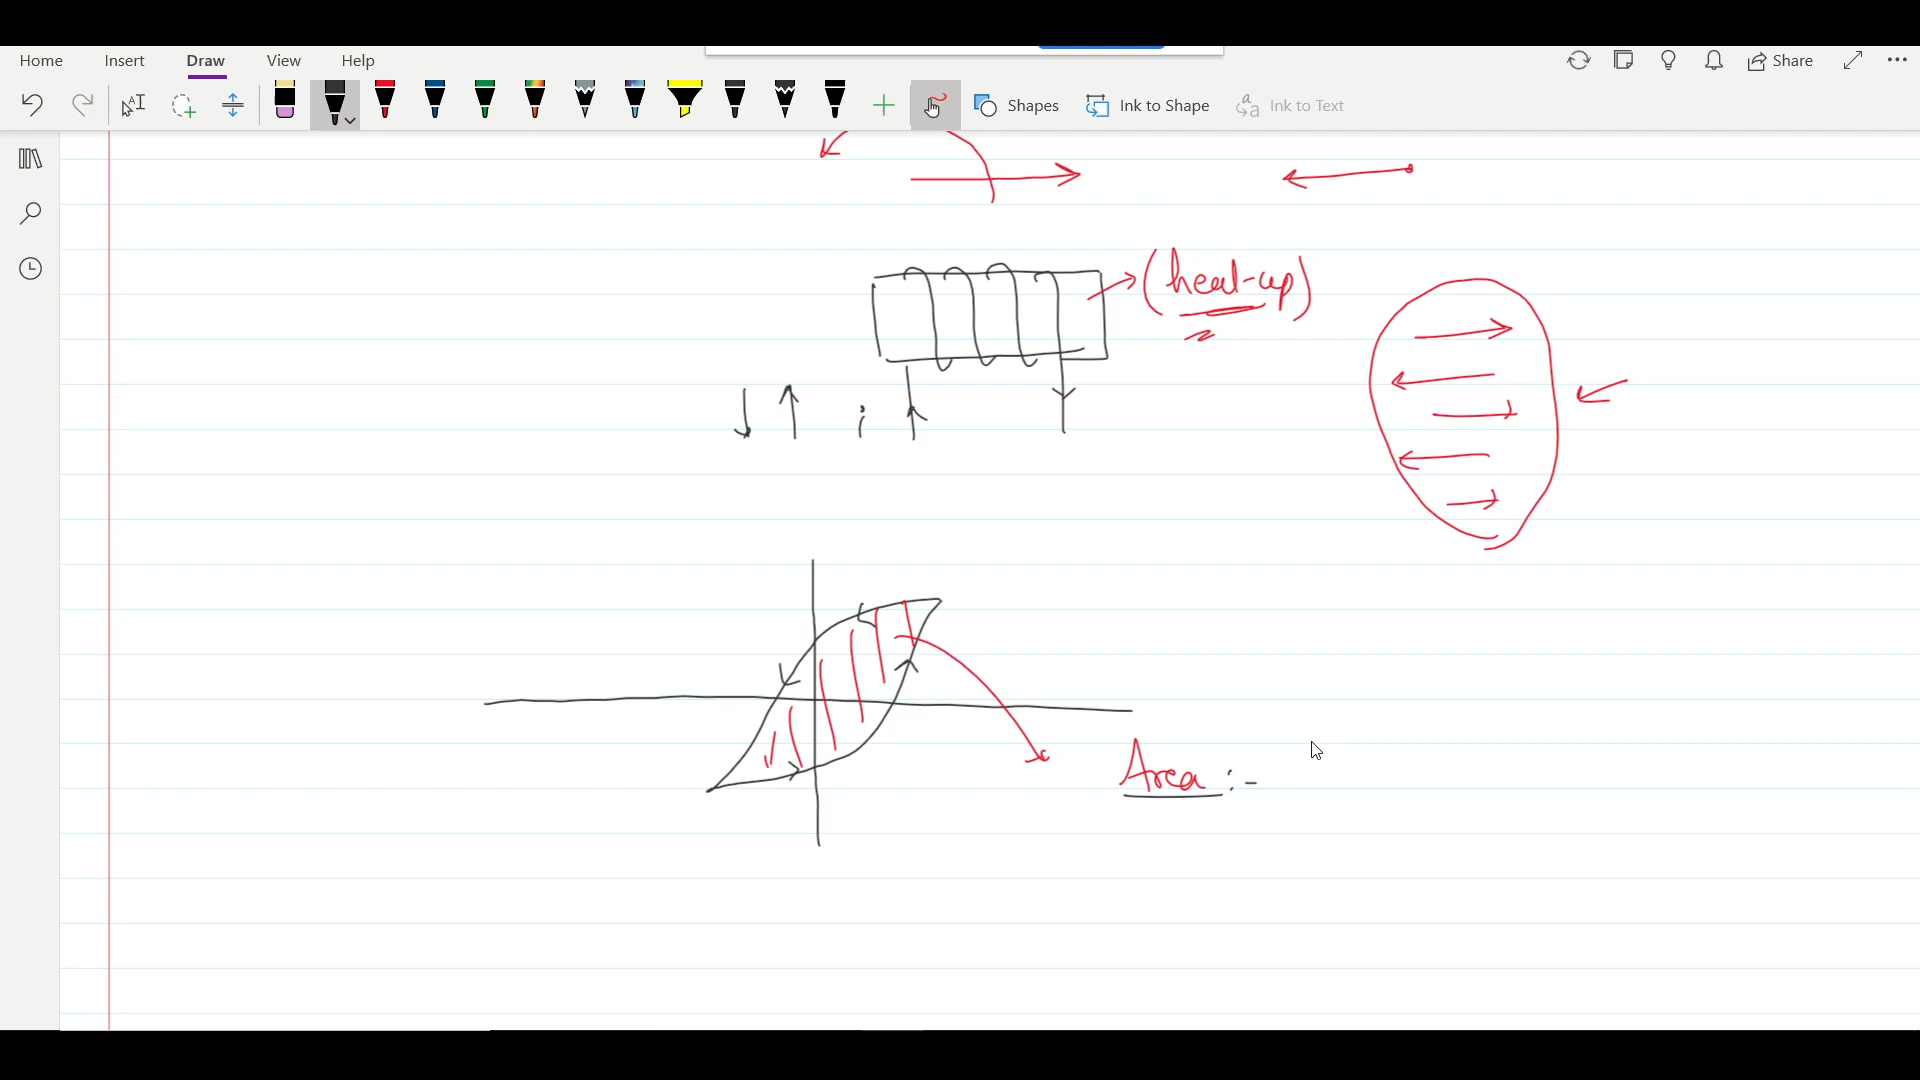 Home Insert Draw View Help Share
Shapes Ink to Shape Ink to Text
(heat-up)
i
Area :-